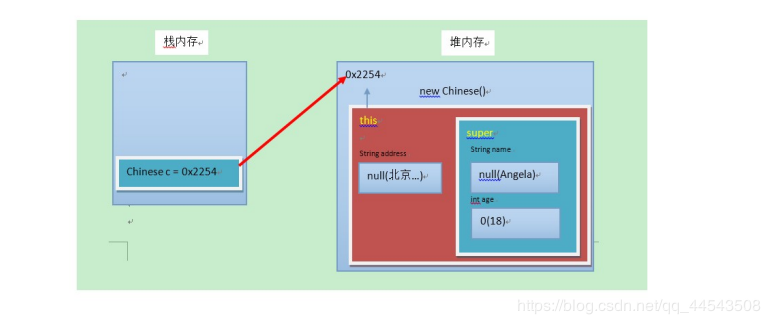 栈内存
堆内存
0x2254
new Chinese()
this
super
String address
String name
null(北京...)
null(Angela)
int age
Chinese c = 0x2254
0(18)
https://blog.csdn.net/qq_44543508